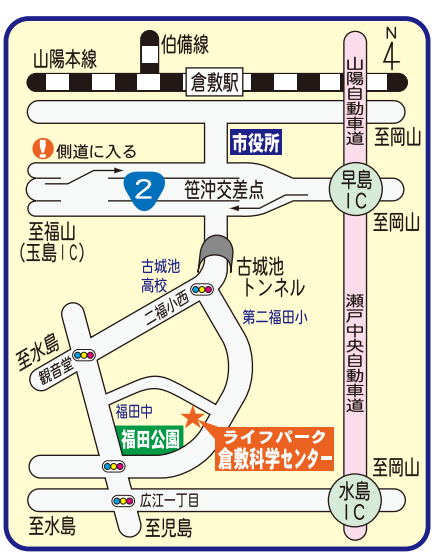 山陽本線
伯備線
N
4
倉敷駅
山陽自動車道
至岡山
市役所
側道に入る
2
笹沖交差点
早島
IC
至岡山
至福山
(玉島IC)
古城池
高校
古城池
トンネル
二福小西
第二福田小
至水島
観音堂
瀬戸中央自動車道
福田中
福田公園
ライフパーク
倉敷科学センター
至岡山
水島
IC
広江一丁目
至水島
至児島